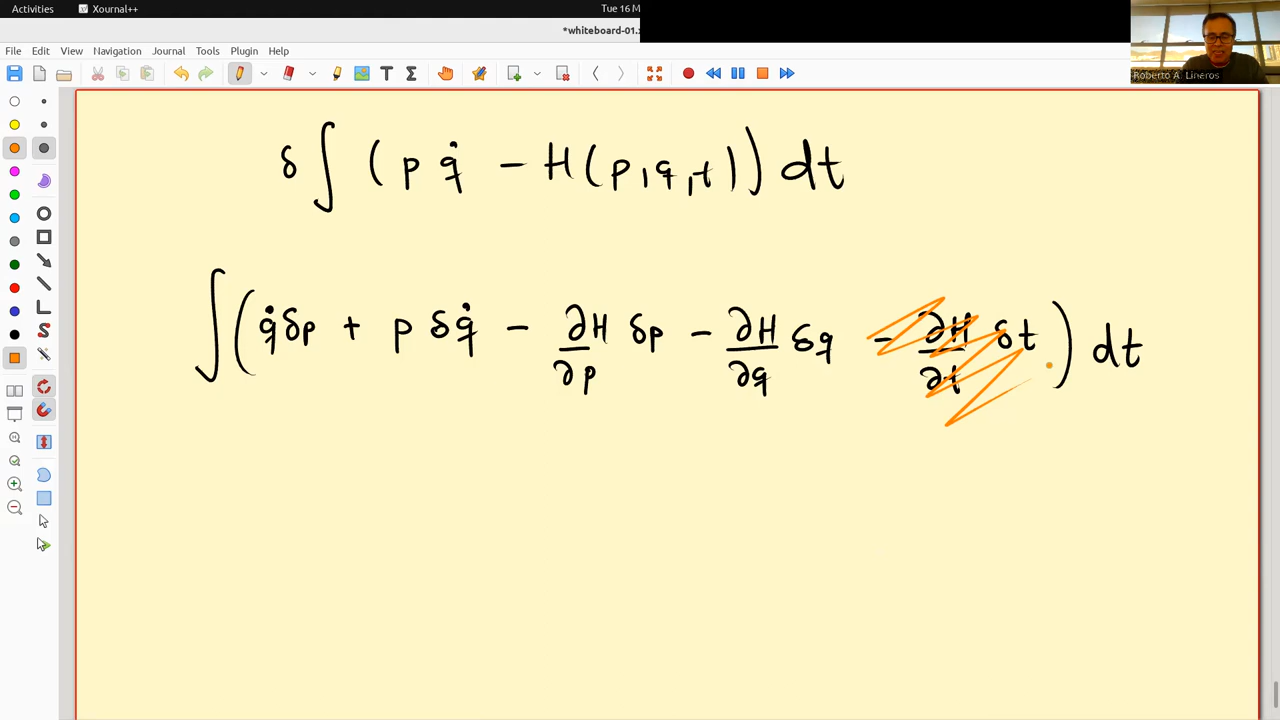 Activities Xournal++ Tue 16 M
*whiteboard-01.
File Edit View Navigation Journal Tools Plugin Help
Roberto A. Lineros
δ∫(p q̇ − H(p,q,t)) dt
∫(q̇δp + p δq̇ − ∂H/∂p δp − ∂H/∂q δq − ∂H/∂t δt) dt